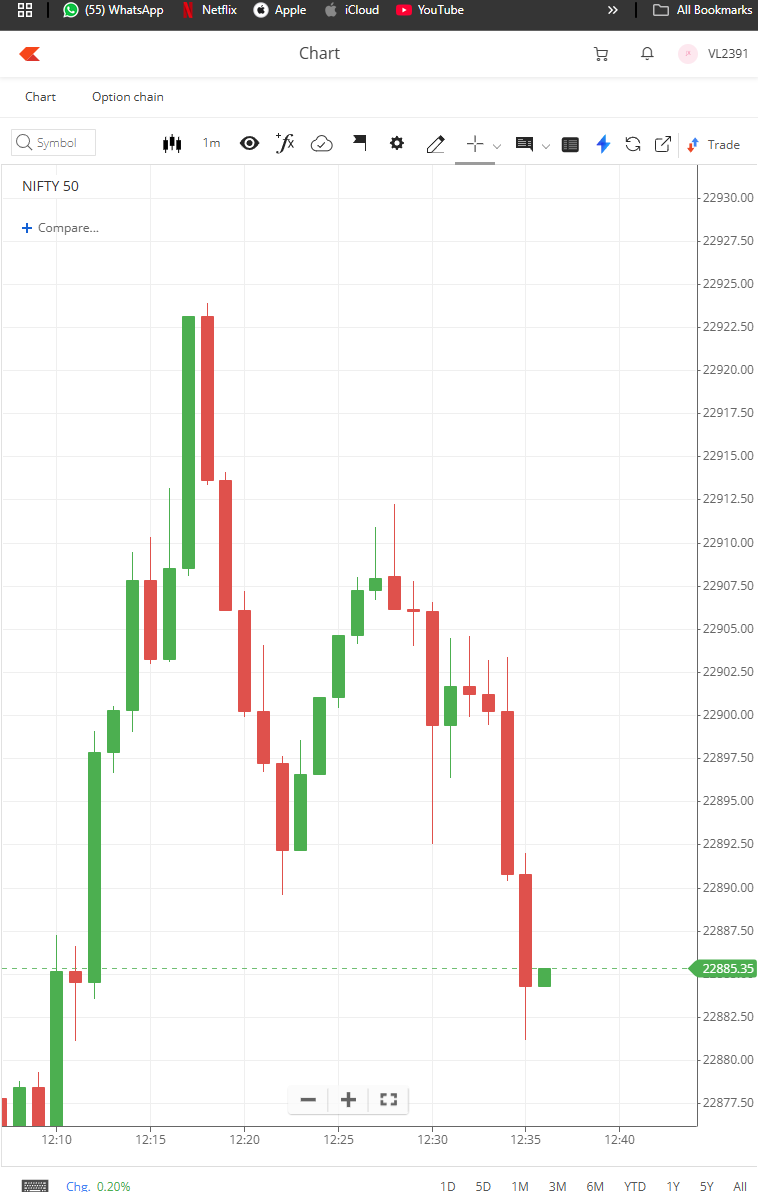 (55) WhatsApp Netflix Apple iCloud YouTube » All Bookmarks
Chart VL2391
Chart Option chain
Symbol 1m +fx Trade
NIFTY 50
+ Compare...
22930.00
22927.50
22925.00
22922.50
22920.00
22917.50
22915.00
22912.50
22910.00
22907.50
22905.00
22902.50
22900.00
22897.50
22895.00
22892.50
22890.00
22887.50
22885.35
22882.50
22880.00
22877.50
12:10 12:15 12:20 12:25 12:30 12:35 12:40
Chg. 0.20% 1D 5D 1M 3M 6M YTD 1Y 5Y All